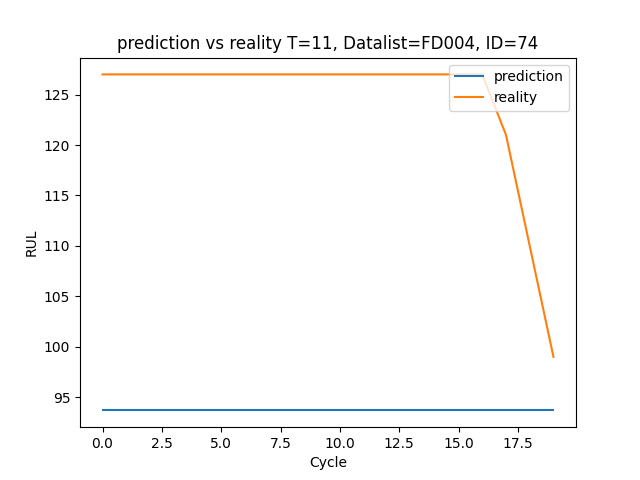 prediction vs reality T=11, Datalist=FD004, ID=74
prediction
reality
125
120
115
110
105
100
95
RUL
0.0 2.5 5.0 7.5 10.0 12.5 15.0 17.5
Cycle